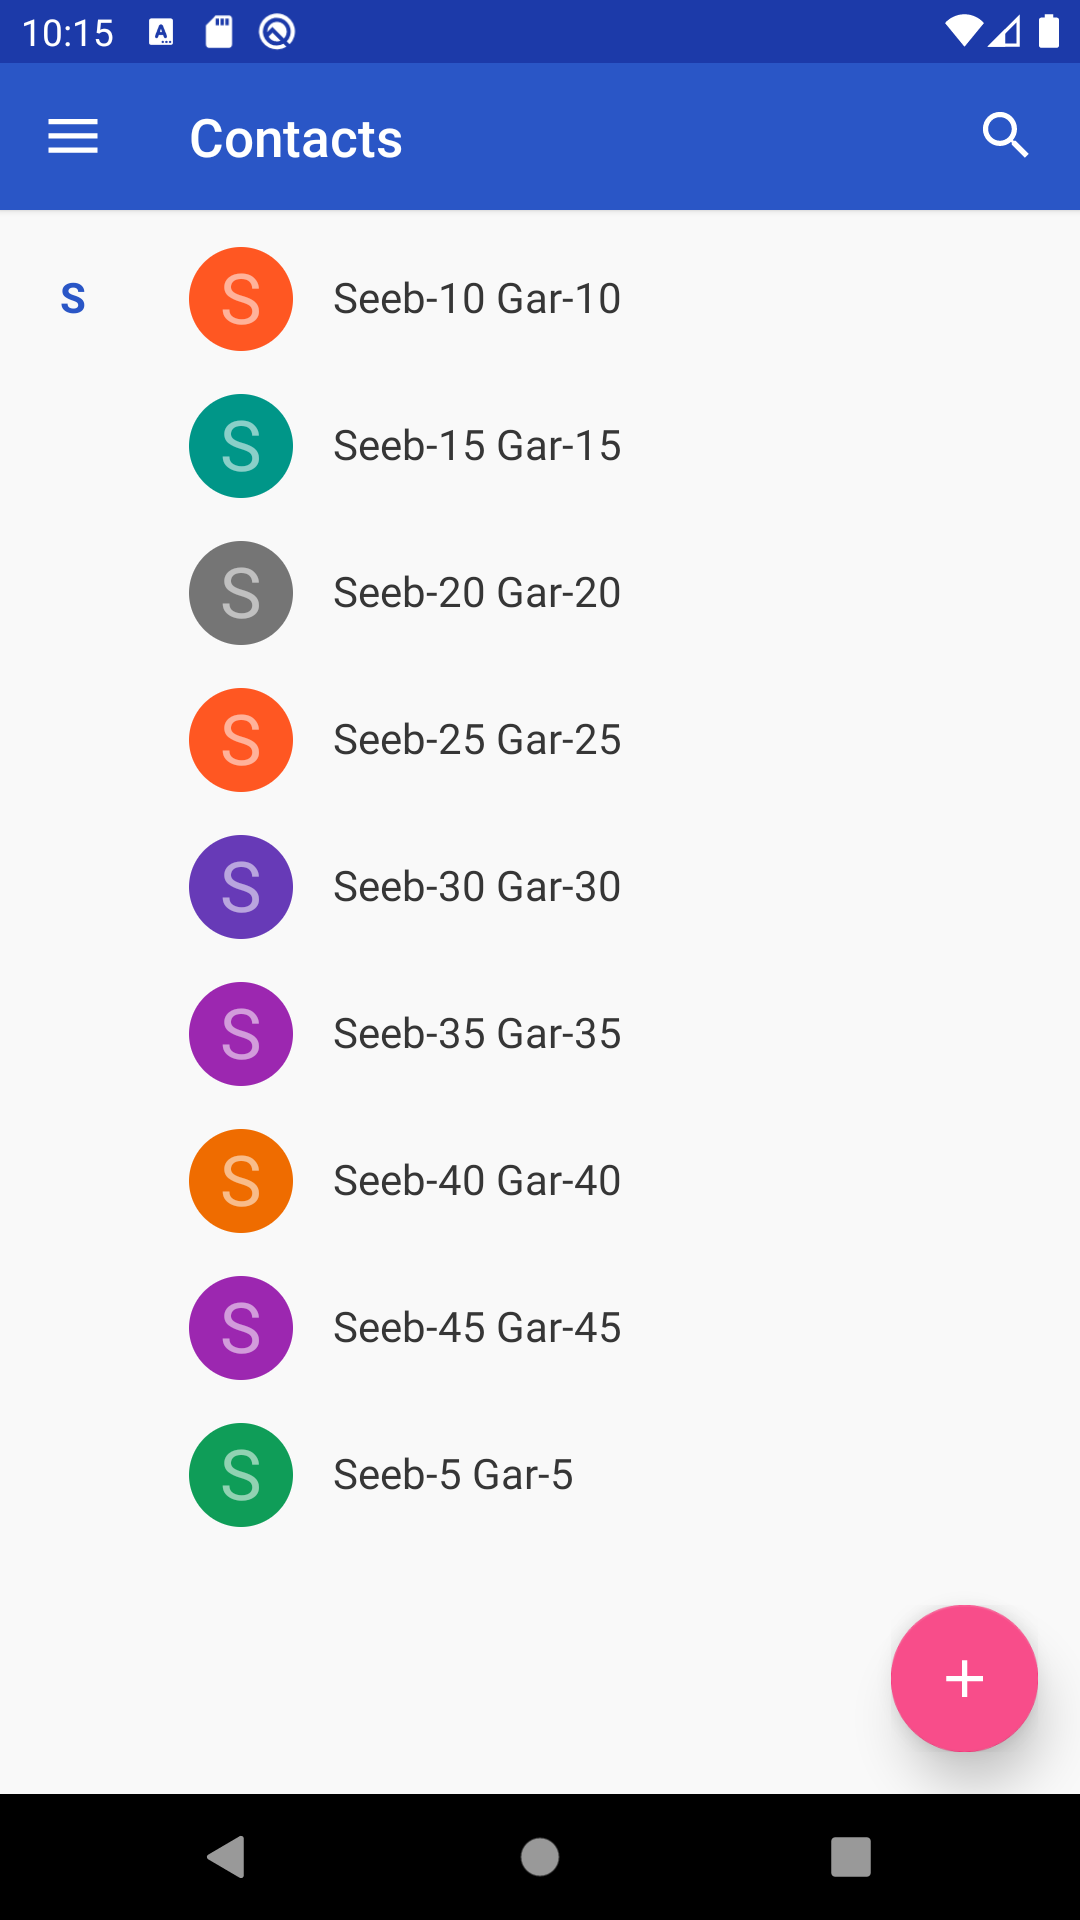 10:15
Contacts
S
S Seeb-10 Gar-10
S Seeb-15 Gar-15
S Seeb-20 Gar-20
S Seeb-25 Gar-25
S Seeb-30 Gar-30
S Seeb-35 Gar-35
S Seeb-40 Gar-40
S Seeb-45 Gar-45
S Seeb-5 Gar-5